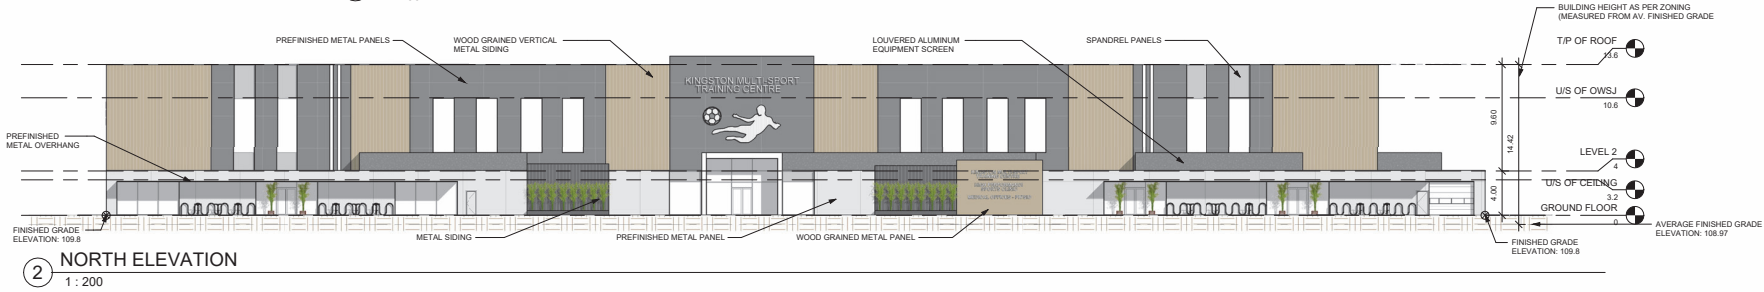 BUILDING HEIGHT AS PER ZONING
(MEASURED FROM AV. FINISHED GRADE
PREFINISHED METAL PANELS
WOOD GRAINED VERTICAL
METAL SIDING
LOUVERED ALUMINUM
EQUIPMENT SCREEN
SPANDREL PANELS
T/P OF ROOF
13.6
KINGSTON MULTI-SPORT
TRAINING CENTRE
U/S OF OWSJ
10.6
9.60
14.42
PREFINISHED
METAL OVERHANG
LEVEL 2
4
U/S OF CEILING
3.2
4.00
GROUND FLOOR
0
FINISHED GRADE
ELEVATION: 109.8
METAL SIDING
PREFINISHED METAL PANEL
WOOD GRAINED METAL PANEL
FINISHED GRADE
ELEVATION: 109.8
AVERAGE FINISHED GRADE
ELEVATION: 108.97
2
NORTH ELEVATION
1 : 200